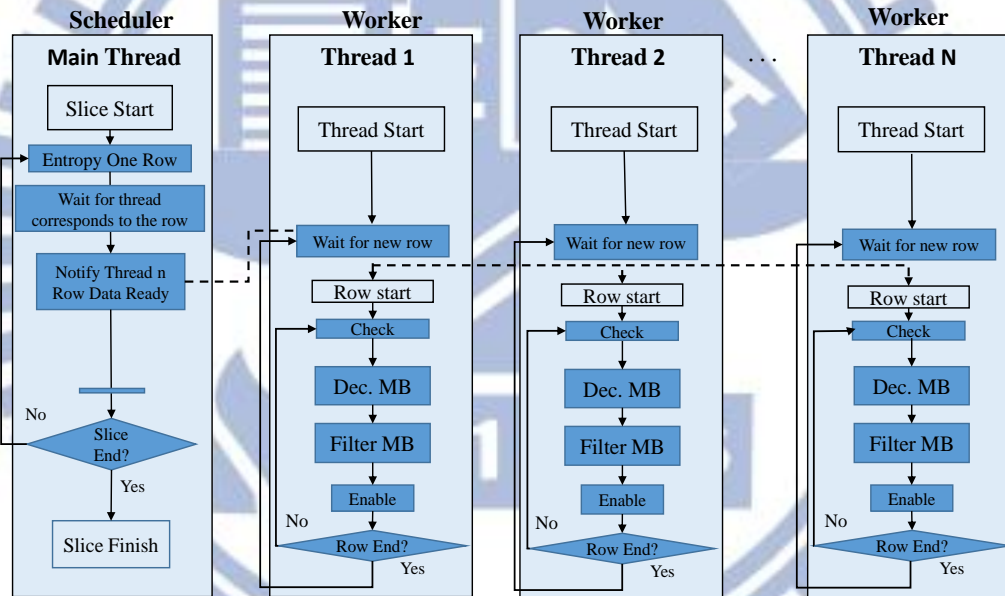 Scheduler
Main Thread
Slice Start
Entropy One Row
Wait for thread
corresponds to the row
Notify Thread n
Row Data Ready
No
Slice
End?
Yes
Slice Finish
Worker
Thread 1
Thread Start
Wait for new row
Row start
Check
Dec. MB
Filter MB
Enable
No
Row End?
Yes
Worker
Thread 2
Thread Start
Wait for new row
Row start
Check
Dec. MB
Filter MB
Enable
No
Row End?
Yes
. . .
Worker
Thread N
Thread Start
Wait for new row
Row start
Check
Dec. MB
Filter MB
Enable
No
Row End?
Yes